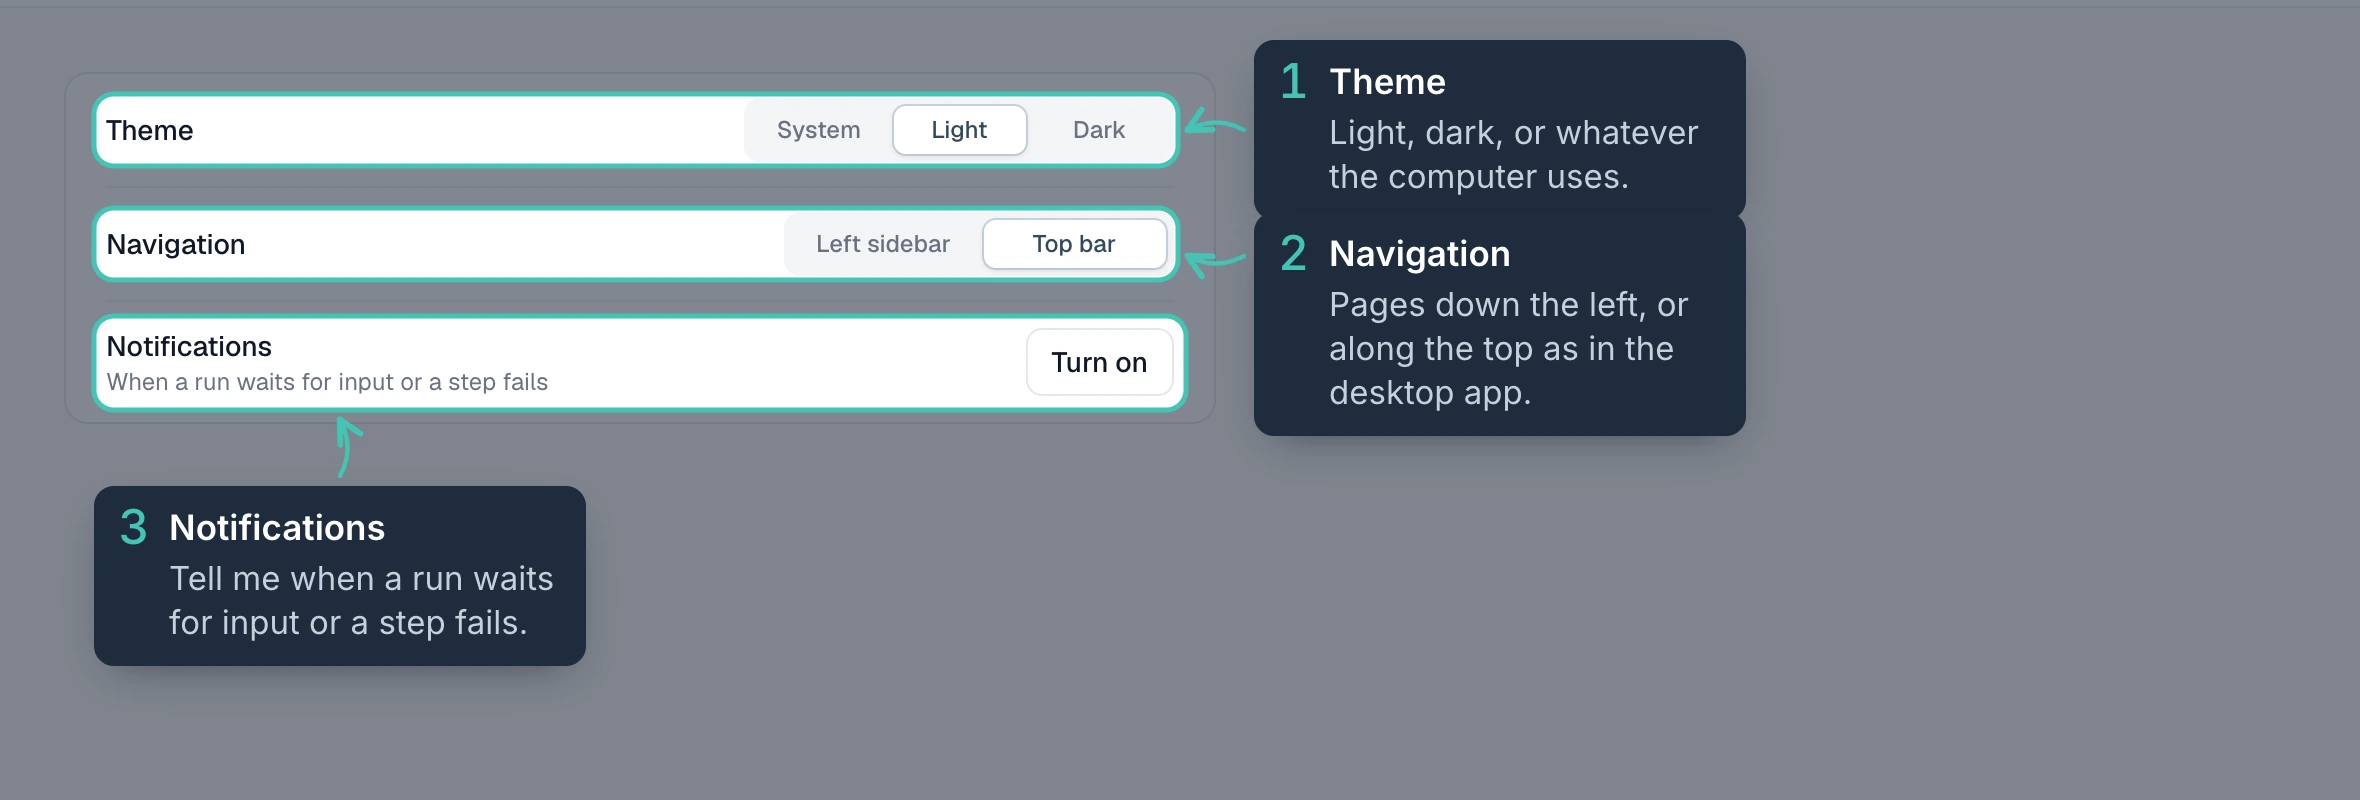 Theme
System
Light
Dark
Navigation
Left sidebar
Top bar
Notifications
When a run waits for input or a step fails
Turn on
1 Theme
Light, dark, or whatever
the computer uses.
2 Navigation
Pages down the left, or
along the top as in the
desktop app.
3 Notifications
Tell me when a run waits
for input or a step fails.